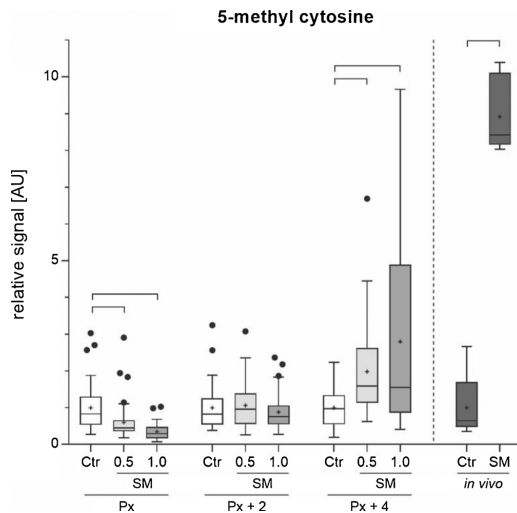 5-methyl cytosine
relative signal [AU]
10
5
0
Ctr 0.5 1.0 Ctr 0.5 1.0 Ctr 0.5 1.0 Ctr SM
SM SM SM in vivo
Px Px + 2 Px + 4